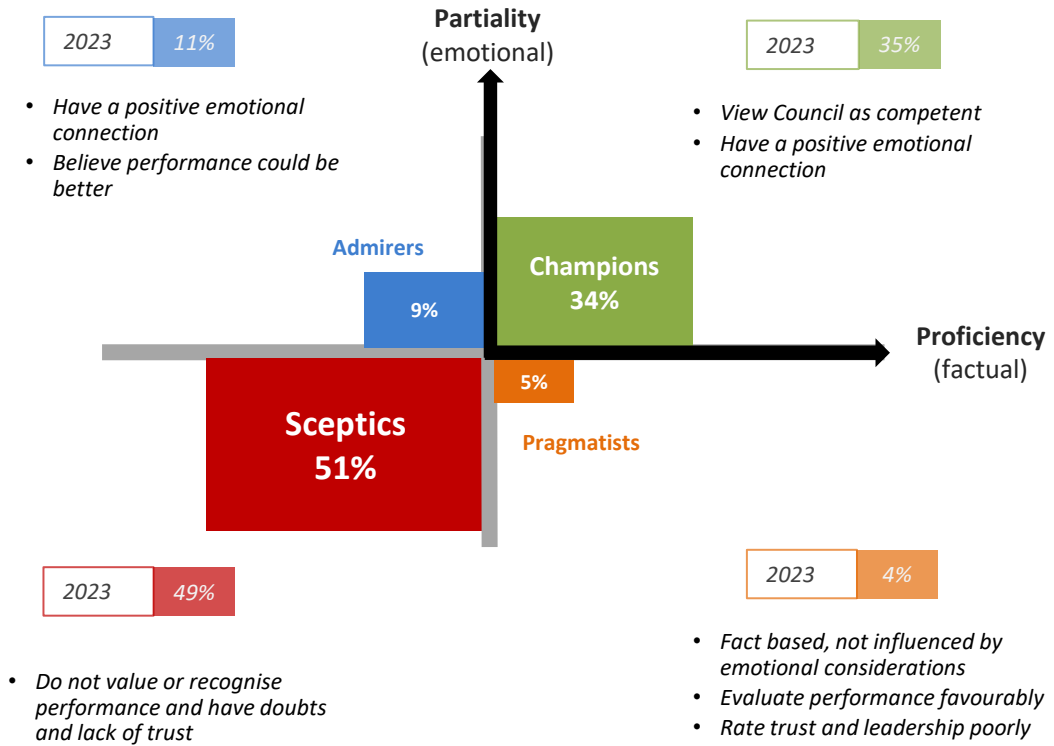 Partiality
(emotional)
2023 11%
• Have a positive emotional
connection
• Believe performance could be
better
2023 35%
• View Council as competent
• Have a positive emotional
connection
Admirers
9%
Champions
34%
Proficiency
(factual)
Sceptics
51%
5%
Pragmatists
2023 49%
• Do not value or recognise
performance and have doubts
and lack of trust
2023 4%
• Fact based, not influenced by
emotional considerations
• Evaluate performance favourably
• Rate trust and leadership poorly